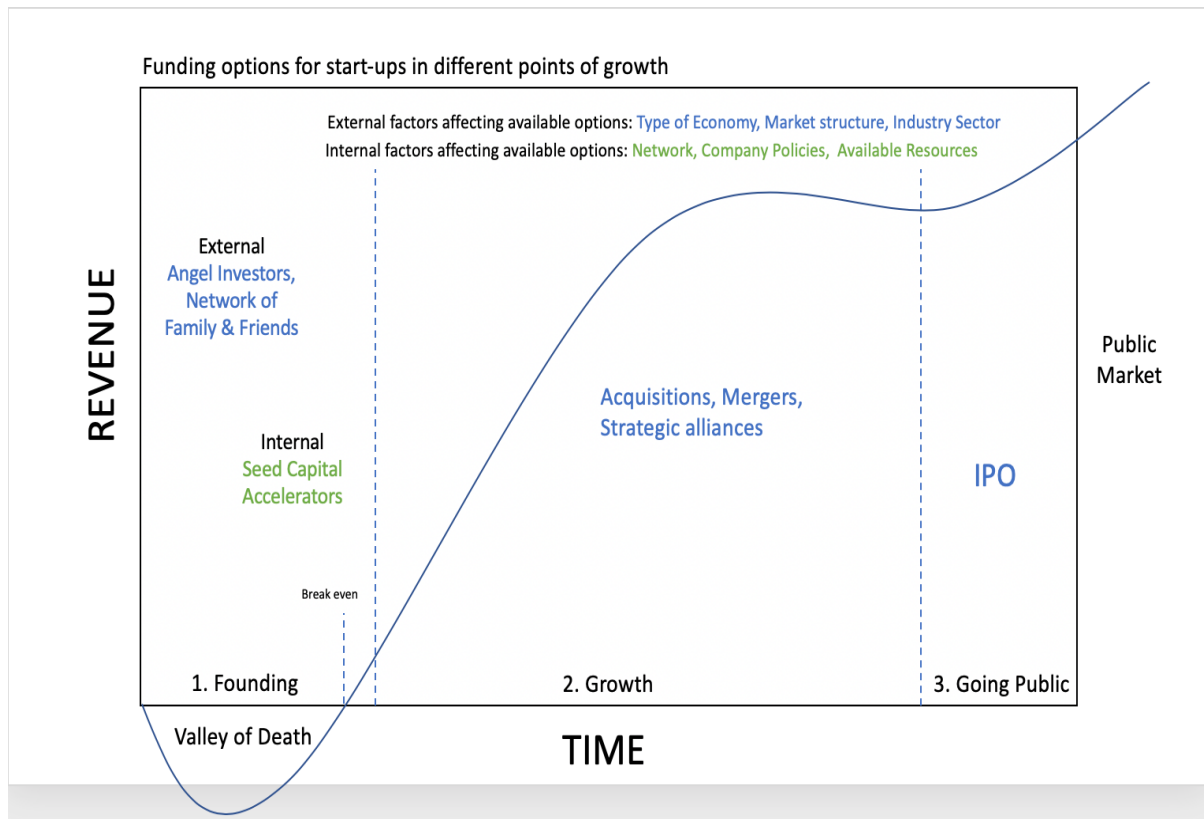 Funding options for start-ups in different points of growth
External factors affecting available options: Type of Economy, Market structure, Industry Sector
Internal factors affecting available options: Network, Company Policies, Available Resources
External
Angel Investors,
Network of
Family & Friends
REVENUE
Public
Market
Acquisitions, Mergers,
Strategic alliances
Internal
Seed Capital
Accelerators
IPO
Break even
1. Founding
2. Growth
3. Going Public
Valley of Death
TIME